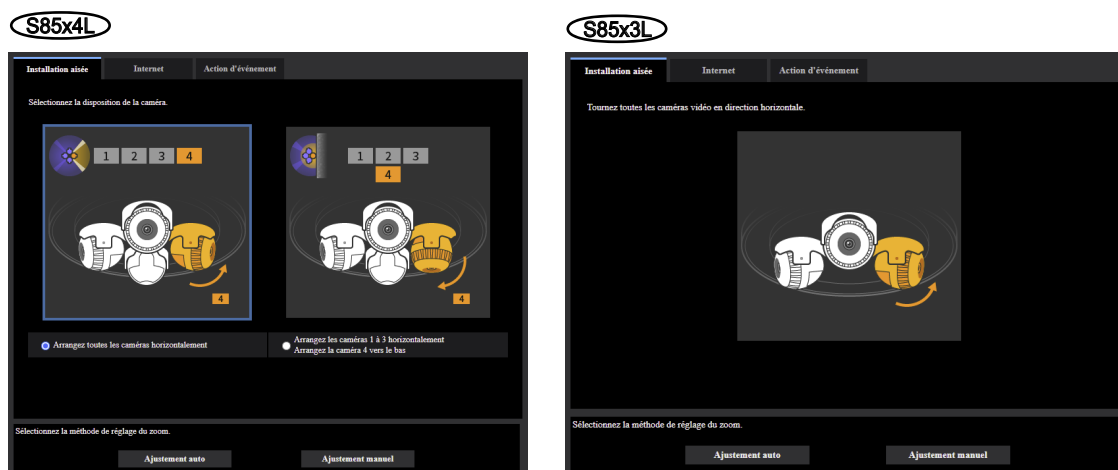 S85x4L
Installation aisée Internet Action d'événement
Sélectionnez la disposition de la caméra.
1 2 3 4
4
1 2 3
4
4
Arrangez toutes les caméras horizontalement
Arrangez les caméras 1 à 3 horizontalement
Arrangez la caméra 4 vers le bas
Sélectionnez la méthode de réglage du zoom.
Ajustement auto Ajustement manuel
S85x3L
Installation aisée Internet Action d'événement
Tournez toutes les caméras vidéo en direction horizontale.
Sélectionnez la méthode de réglage du zoom.
Ajustement auto Ajustement manuel